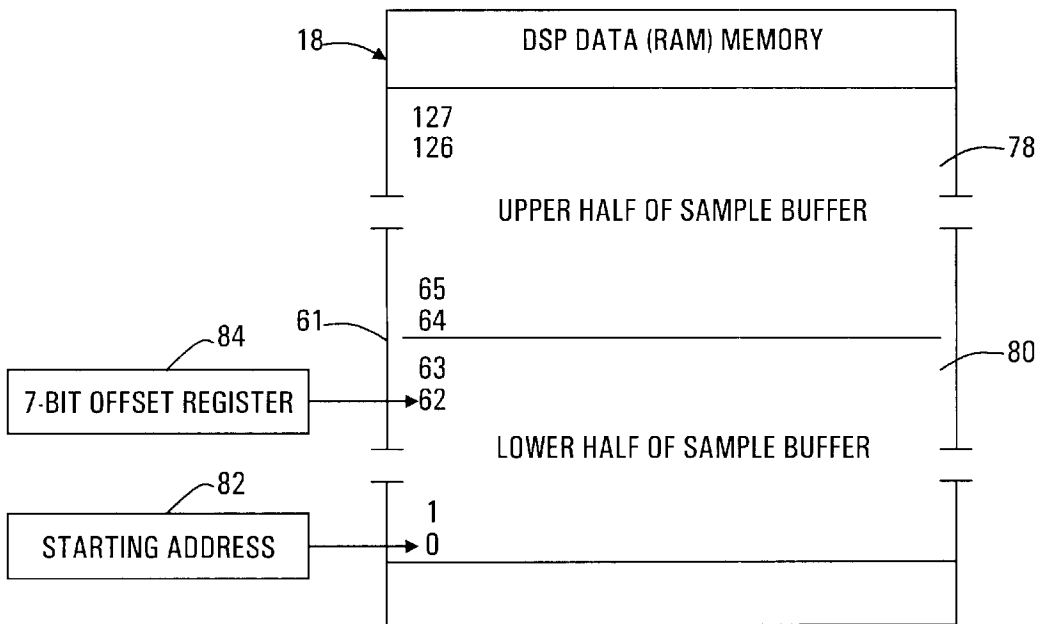 18
DSP DATA (RAM) MEMORY
127
126
78
UPPER HALF OF SAMPLE BUFFER
65
61
64
84
63
80
7-BIT OFFSET REGISTER
62
LOWER HALF OF SAMPLE BUFFER
82
1
STARTING ADDRESS
0